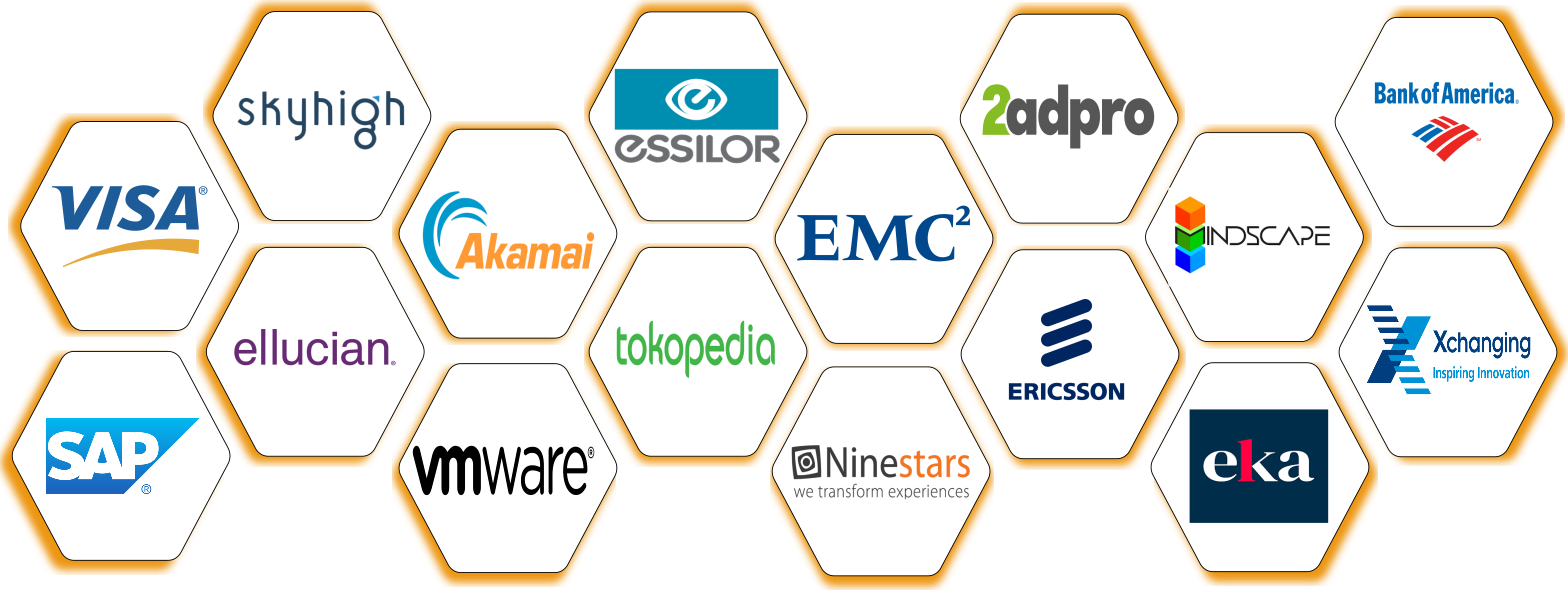 skyhigh
ESSILOR
2adpro
Bank of America
VISA®
Akamai
EMC²
MINDSCAPE
ellucian®
tokopedia
ERICSSON
Xchanging
Inspiring Innovation
SAP®
vmware®
Ninestars
we transform experiences
eka